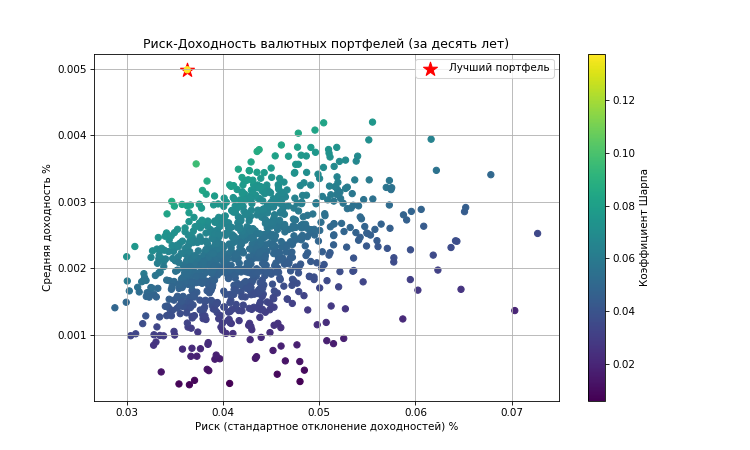 Риск-Доходность валютных портфелей (за десять лет)
Лучший портфель
0.005
0.004
0.003
0.002
0.001
Средняя доходность %
0.03 0.04 0.05 0.06 0.07
Риск (стандартное отклонение доходностей) %
0.12
0.10
0.08
0.06
0.04
0.02
Коэффициент Шарпа